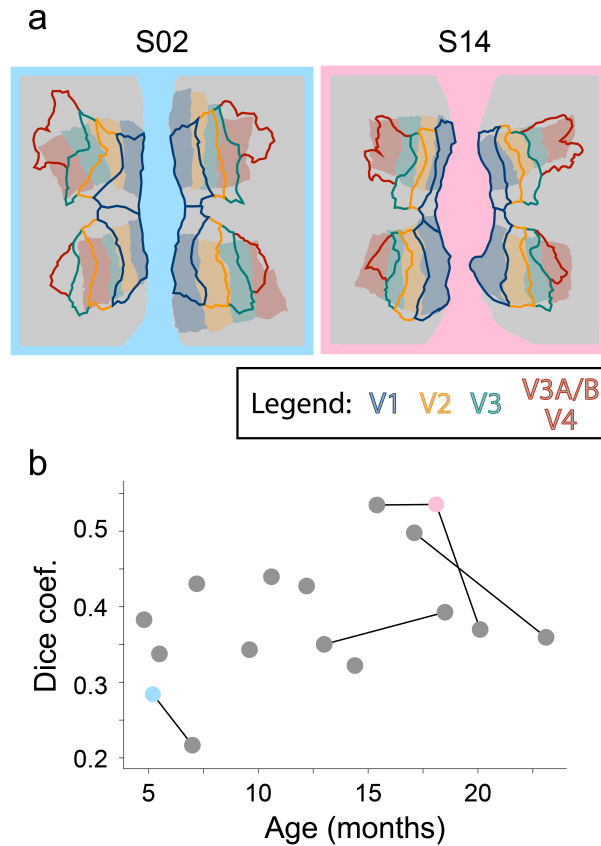 a
S02 S14
Legend: V1 V2 V3 V3A/B V4
b
Dice coef.
0.5
0.4
0.3
0.2
5 10 15 20
Age (months)